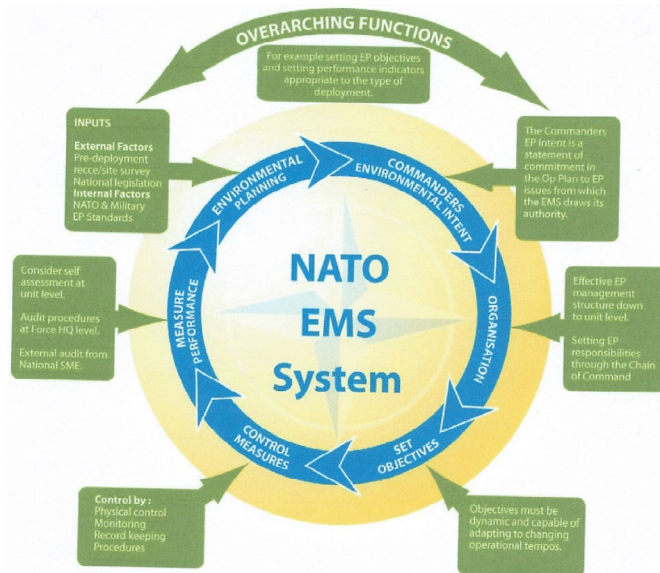 OVERARCHING FUNCTIONS
For example setting EP objectives
and setting performance indicators
appropriate to the type of
deployment.
INPUTS
External Factors
Pre-deployment
recce/site survey
National legislation
Internal Factors
NATO & Military
EP Standards
The Commanders
EP Intent is a
statement of
commitment in
the Op Plan to EP
issues from which
the EMS draws its
authority.
ENVIRONMENTAL
PLANNING
COMMANDERS
ENVIRONMENTAL INTENT
NATO
EMS
System
Consider self
assessment at
unit level.
Audit procedures
at Force HQ level.
External audit from
National SME.
MEASURE
PERFORMANCE
ORGANISATION
Effective EP
management
structure down
to unit level.
Setting EP
responsibilities
through the Chain
of Command
CONTROL
MEASURES
SET
OBJECTIVES
Control by :
Physical control
Monitoring
Record keeping
Procedures
Objectives must be
dynamic and capable of
adapting to changing
operational tempos.